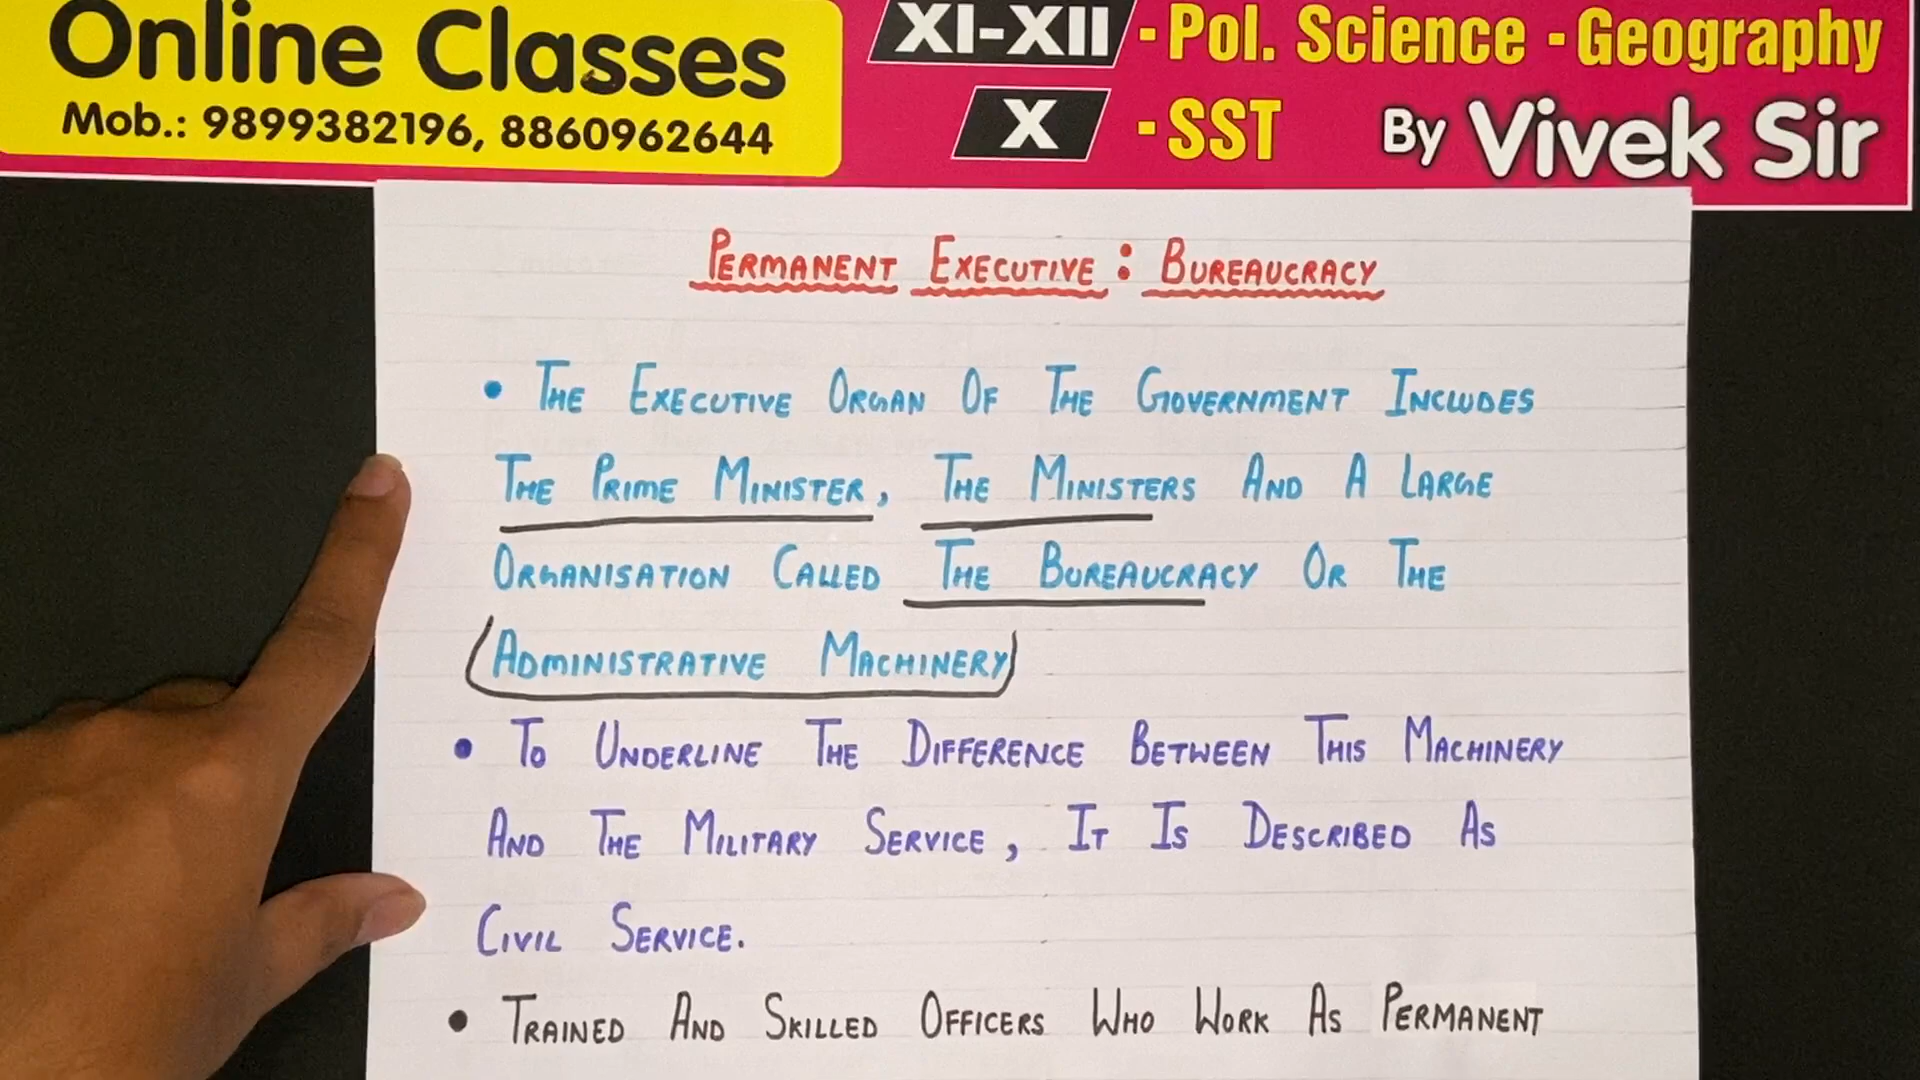 Online Classes
Mob.: 9899382196, 8860962644
XI-XII - Pol. Science - Geography
X - SST
By Vivek Sir
PERMANENT EXECUTIVE : BUREAUCRACY
• THE EXECUTIVE ORGAN OF THE GOVERNMENT INCLUDES
THE PRIME MINISTER, THE MINISTERS AND A LARGE
ORGANISATION CALLED THE BUREAUCRACY OR THE
ADMINISTRATIVE MACHINERY
• TO UNDERLINE THE DIFFERENCE BETWEEN THIS MACHINERY
AND THE MILITARY SERVICE, IT IS DESCRIBED AS
CIVIL SERVICE.
• TRAINED AND SKILLED OFFICERS WHO WORK AS PERMANENT